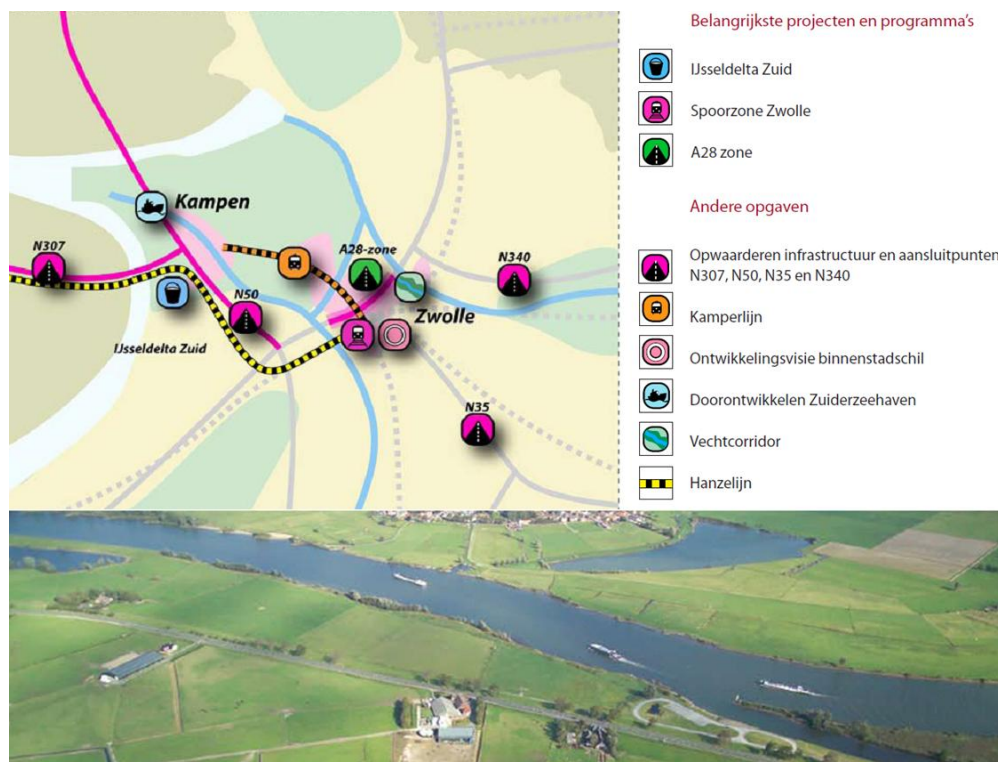 Kampen
N307
A28-zone
N340
N50
Zwolle
IJsseldelta Zuid
N35
Belangrijkste projecten en programma's
IJsseldelta Zuid
Spoorzone Zwolle
A28 zone
Andere opgaven
Opwaarderen infrastructuur en aansluitpunten
N307, N50, N35 en N340
Kamperlijn
Ontwikkelingsvisie binnenstadschil
Doorontwikkelen Zuiderzeehaven
Vechtcorridor
Hanzelijn